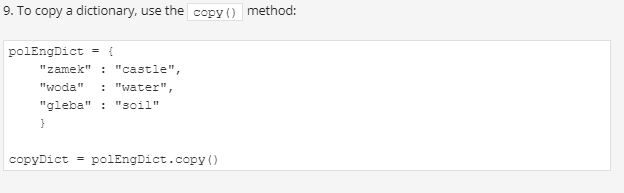 9. To copy a dictionary, use the copy() method:
polEngDict = {
    "zamek" : "castle",
    "woda"  : "water",
    "gleba" : "soil"
    }
copyDict = polEngDict.copy()